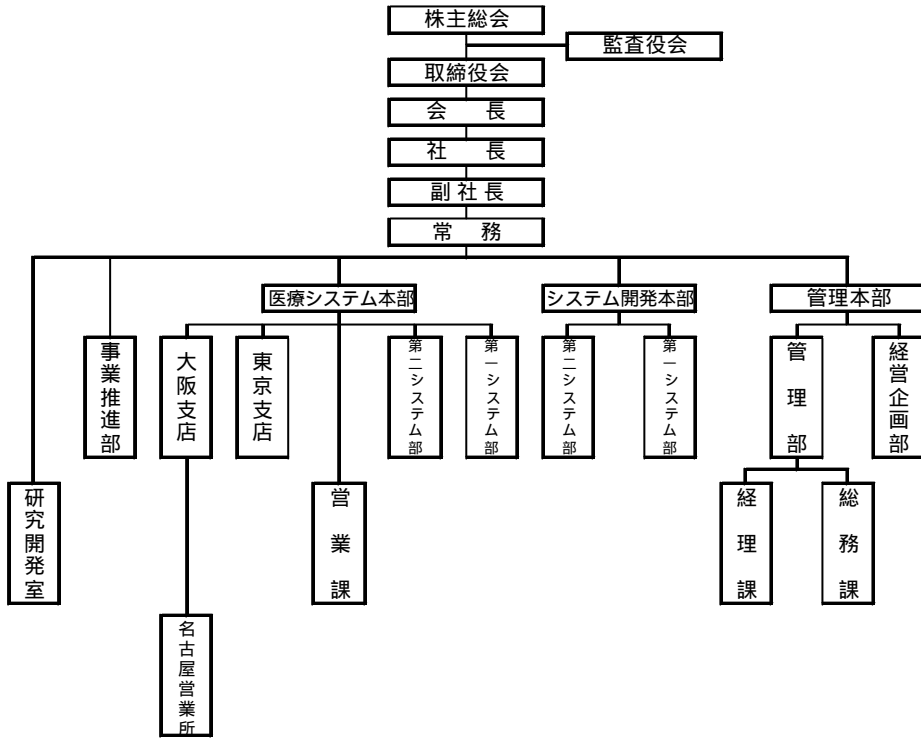 株主総会
監査役会
取締役会
会 長
社 長
副 社 長
常 務
医療システム本部
システム開発本部
管理本部
事業推進部
大阪支店
東京支店
第二システム部
第一システム部
第二システム部
第一システム部
管理部
経営企画部
研究開発室
営業課
経理課
総務課
名古屋営業所